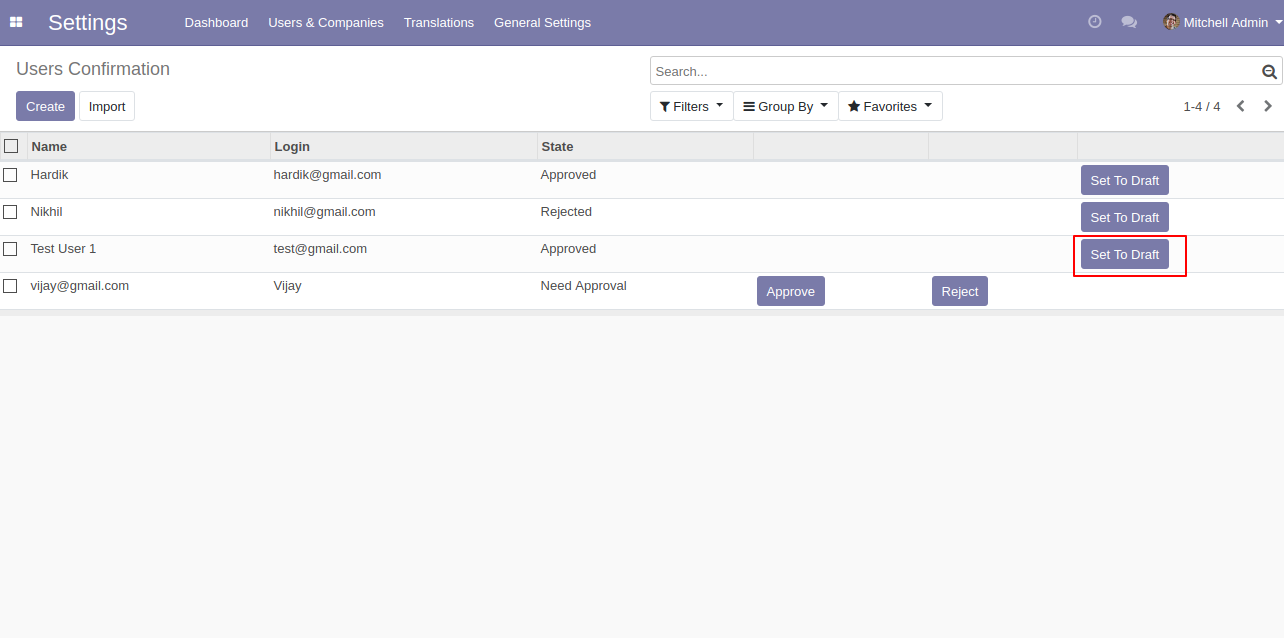 Settings Dashboard Users & Companies Translations General Settings Mitchell Admin
Users Confirmation Search...
Create Import Filters Group By Favorites 1-4 / 4
Name Login State
Hardik hardik@gmail.com Approved Set To Draft
Nikhil nikhil@gmail.com Rejected Set To Draft
Test User 1 test@gmail.com Approved Set To Draft
vijay@gmail.com Vijay Need Approval Approve Reject